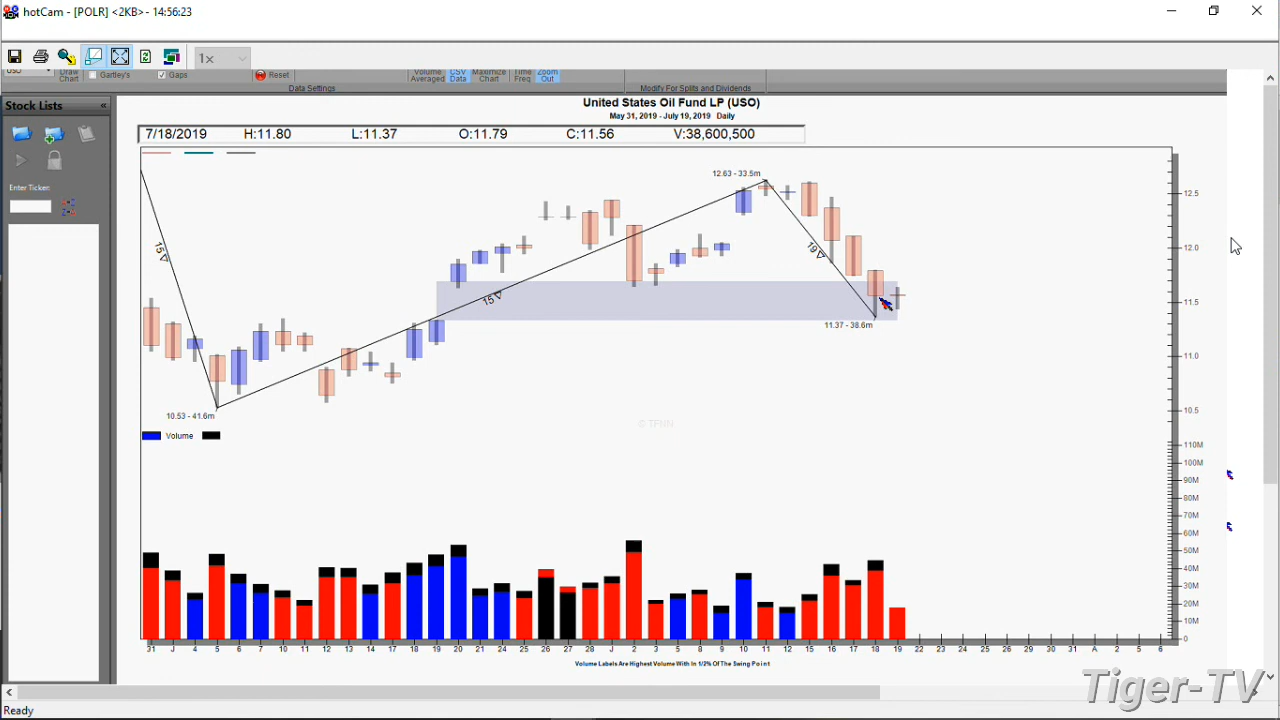 hotCam - [POLR] <2KB> - 14:56:23
1x
USO
Draw Chart
Gartley's
Gaps
Reset
Volume Averaged
CSV Data
Maximize Chart
Time Freq
Zoom Out
Data Settings
Modify For Splits and Dividends
Stock Lists «
Enter Ticker:
United States Oil Fund LP (USO)
May 31, 2019 - July 19, 2019 Daily
7/18/2019 H:11.80 L:11.37 O:11.79 C:11.56 V:38,600,500
12.63 - 33.5m
12.5
15
19
12.0
15
11.5
11.37 - 38.6m
11.0
10.53 - 41.6m
10.5
© TFNN
Volume
110M
100M
90M
80M
70M
60M
50M
40M
30M
20M
10M
0
31 J 4 5 6 7 10 11 12 13 14 17 18 19 20 21 24 25 26 27 28 J 2 3 5 8 9 10 11 12 15 16 17 18 19 22 23 24 25 26 29 30 31 A 2 5 6
Volume Labels Are Highest Volume With In 1/2% Of The Swing Point
Tiger-TV
Ready